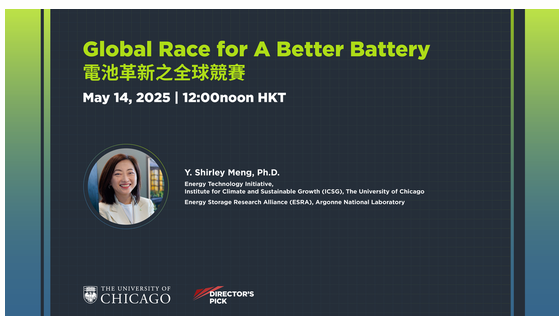 Global Race for A Better Battery
電池革新之全球競賽
May 14, 2025 | 12:00noon HKT
Y. Shirley Meng, Ph.D.
Energy Technology Initiative,
Institute for Climate and Sustainable Growth (ICSG), The University of Chicago
Energy Storage Research Alliance (ESRA), Argonne National Laboratory
THE UNIVERSITY OF
CHICAGO
DIRECTOR'S
PICK